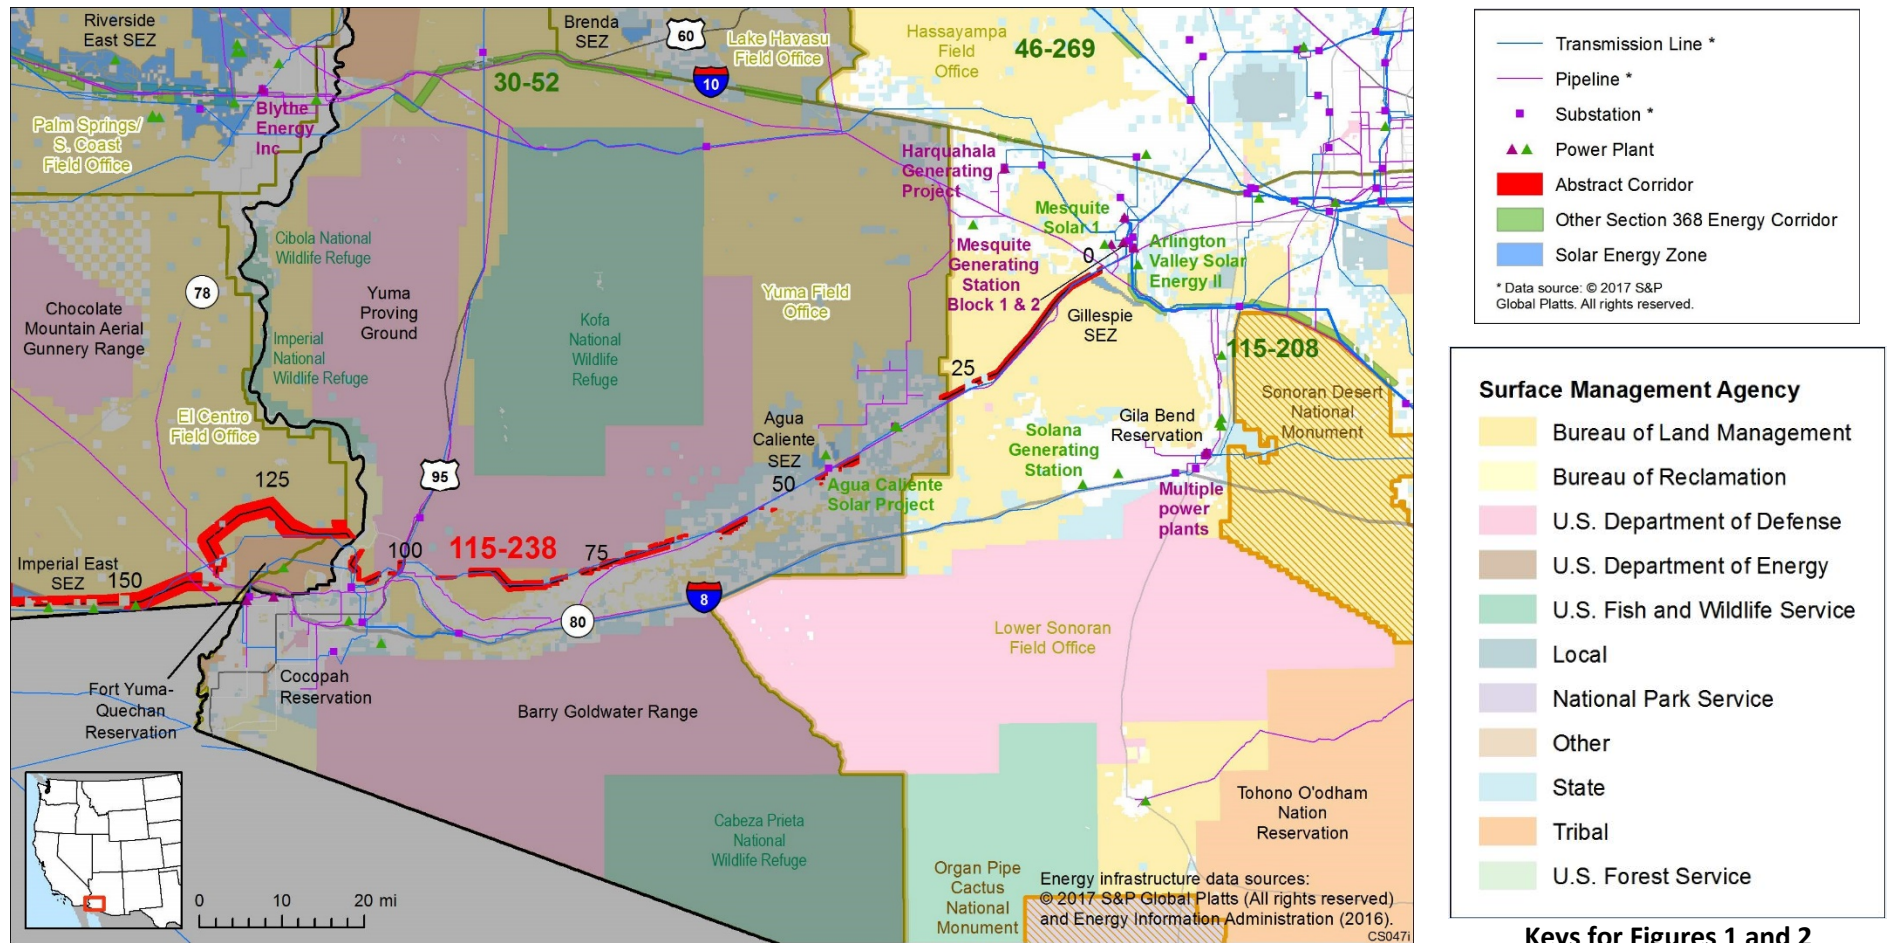 Riverside
East SEZ
Brenda
SEZ
60
Lake Havasu
Field Office
Hassayampa
Field
Office
46-269
30-52
10
Blythe
Energy
Inc
Palm Springs/
S. Coast
Field Office
Harquahala
Generating
Project
Cibola National
Wildlife Refuge
Mesquite
Solar 1
0
Mesquite
Generating
Station
Block 1 & 2
Arlington
Valley Solar
Energy II
78
Chocolate
Mountain Aerial
Gunnery Range
Yuma
Proving
Ground
Yuma Field
Office
Kofa
National
Wildlife
Refuge
Gillespie
SEZ
Imperial
National
Wildlife Refuge
115-208
25
Sonoran Desert
National
Monument
El Centro
Field Office
Agua
Caliente
SEZ
Gila Bend
Reservation
Solana
Generating
Station
95
125
50
Agua Caliente
Solar Project
Multiple
power
plants
Imperial East
SEZ
150
100
115-238
75
8
80
Lower Sonoran
Field Office
Fort Yuma-
Quechan
Reservation
Cocopah
Reservation
Barry Goldwater Range
Cabeza Prieta
National
Wildlife Refuge
Tohono O'odham
Nation
Reservation
Organ Pipe
Cactus
National
Monument
Energy infrastructure data sources:
© 2017 S&P Global Platts (All rights reserved)
and Energy Information Administration (2016).
CS047i
0 10 20 mi
Transmission Line *
Pipeline *
Substation *
Power Plant
Abstract Corridor
Other Section 368 Energy Corridor
Solar Energy Zone
* Data source: © 2017 S&P
Global Platts. All rights reserved.
Surface Management Agency
Bureau of Land Management
Bureau of Reclamation
U.S. Department of Defense
U.S. Department of Energy
U.S. Fish and Wildlife Service
Local
National Park Service
Other
State
Tribal
U.S. Forest Service
Keys for Figures 1 and 2